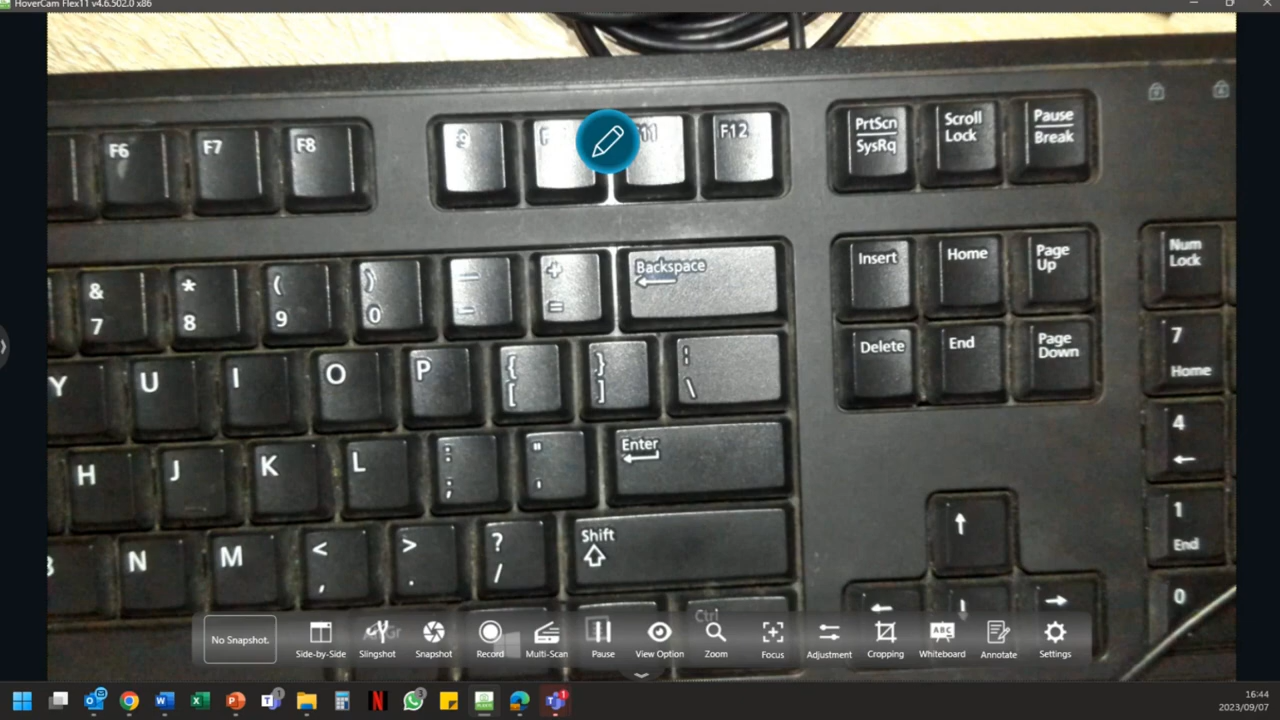 HoverCam Flex11 v4.6.502.0 x86
F6 F7 F8 F12
PrtScn
SysRq
Scroll
Lock
Pause
Break
& 7
* 8
( 9
) 0
_ -
+ =
Backspace
Insert
Home
Page
Up
Num
Lock
Y U I O P
{ [
} ]
¦ \
Delete
End
Page
Down
7
Home
H J K L
: ;
" '
Enter
4
N M
< ,
> .
? /
Shift
1
End
Ctrl
0
No Snapshot.
Side-by-Side
Slingshot
Snapshot
Record
Multi-Scan
Pause
View Option
Zoom
Focus
Adjustment
Cropping
ABC
Whiteboard
Annotate
Settings
16:44
2023/09/07